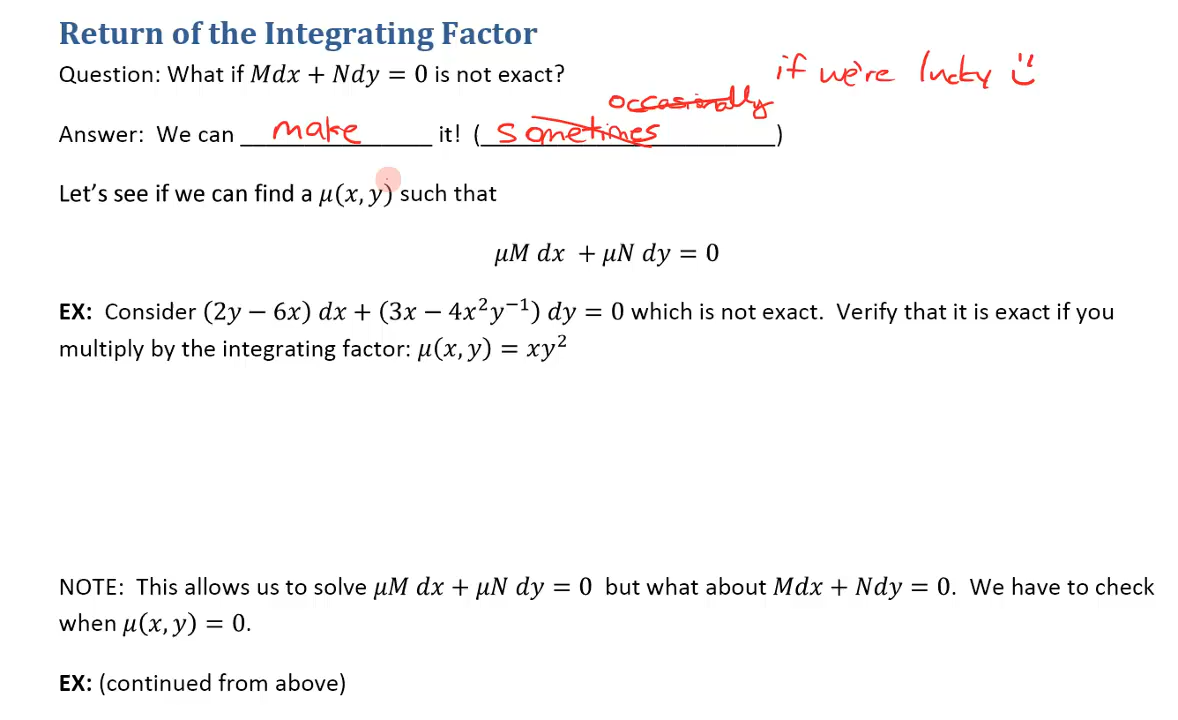 Return of the Integrating Factor
Question: What if Mdx + Ndy = 0 is not exact?
if we're lucky
occasionally
Answer: We can make it! (sometimes)
Let's see if we can find a μ(x, y) such that
μM dx + μN dy = 0
EX: Consider (2y − 6x) dx + (3x − 4x²y⁻¹) dy = 0 which is not exact. Verify that it is exact if you
multiply by the integrating factor: μ(x, y) = xy²
NOTE: This allows us to solve μM dx + μN dy = 0 but what about Mdx + Ndy = 0. We have to check
when μ(x, y) = 0.
EX: (continued from above)